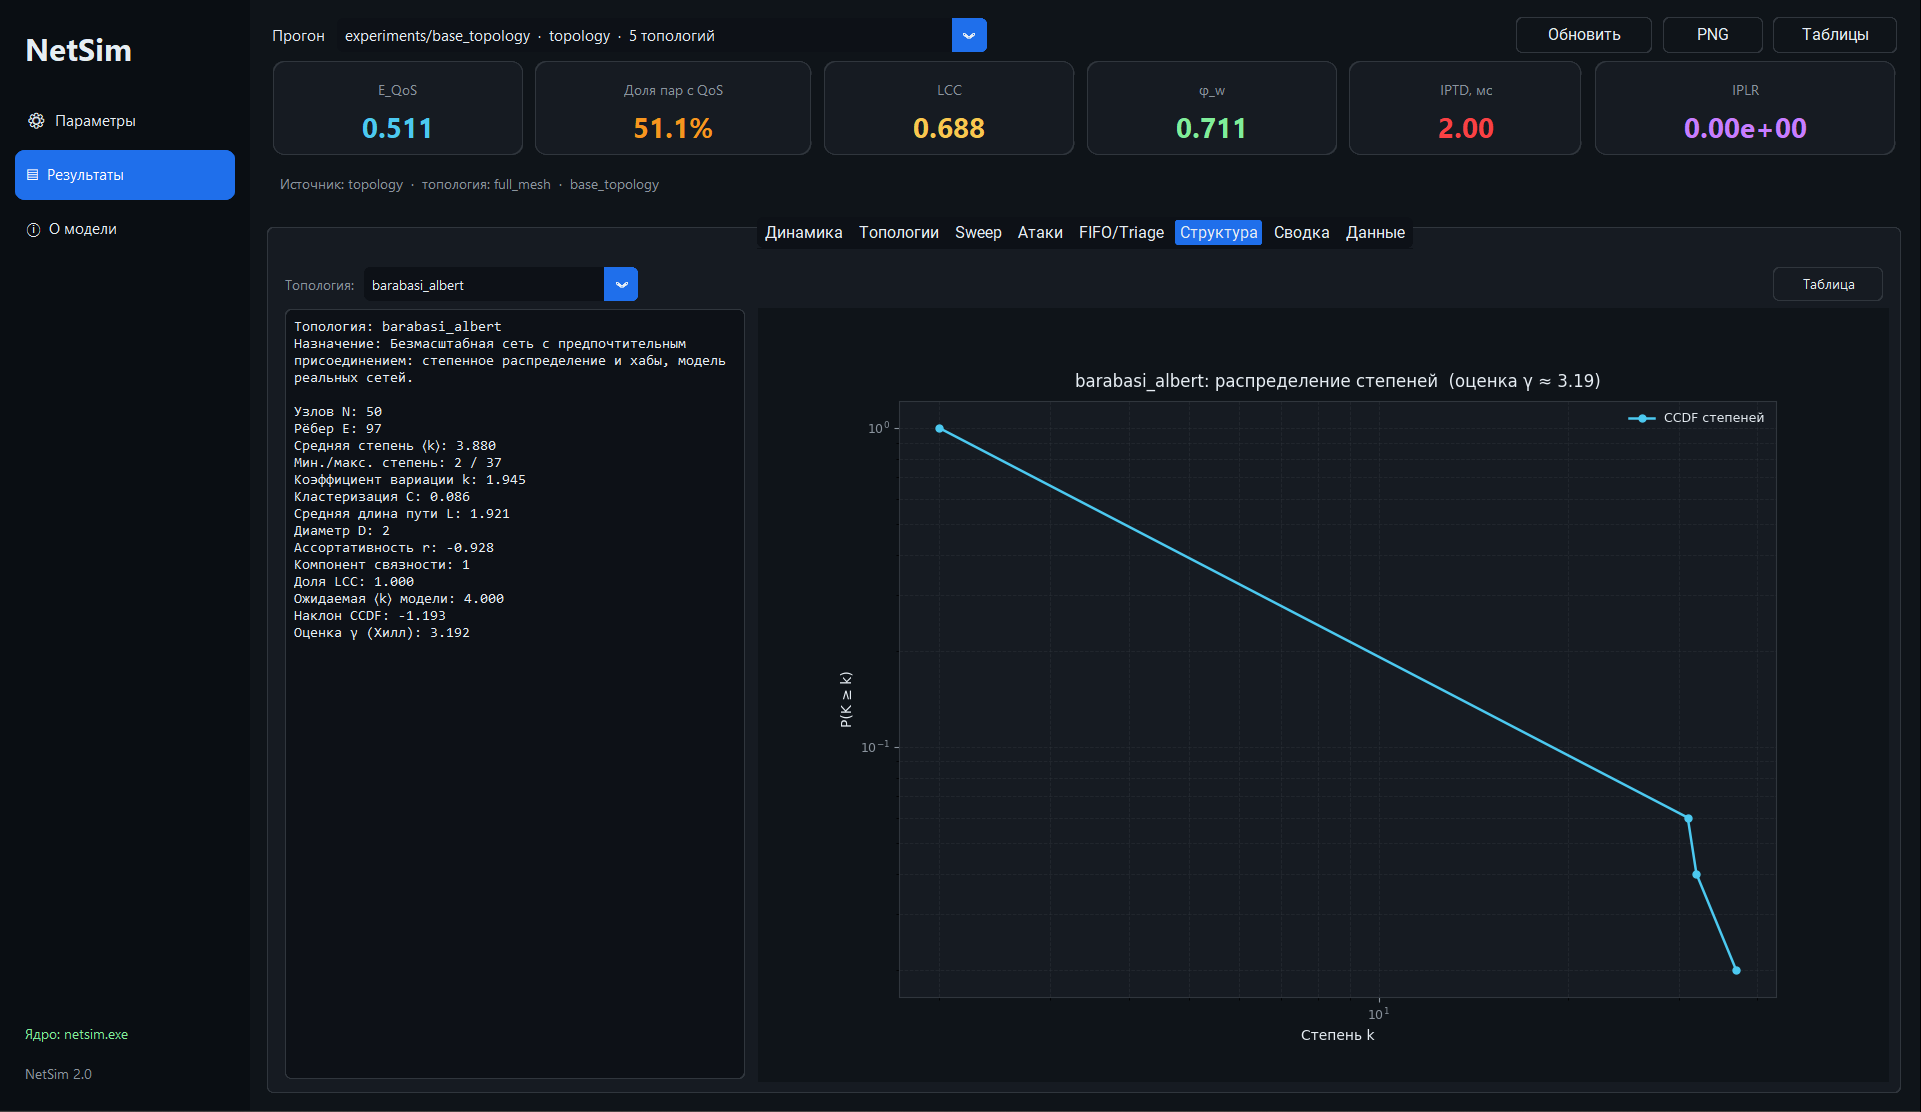 NetSim
Параметры
Результаты
О модели
Ядро: netsim.exe
NetSim 2.0
Прогон experiments/base_topology · topology · 5 топологий
Обновить PNG Таблицы
E_QoS
0.511
Доля пар с QoS
51.1%
LCC
0.688
φ_w
0.711
IPTD, мс
2.00
IPLR
0.00e+00
Источник: topology · топология: full_mesh · base_topology
Динамика Топологии Sweep Атаки FIFO/Triage Структура Сводка Данные
Топология: barabasi_albert
Таблица
Топология: barabasi_albert
Назначение: Безмасштабная сеть с предпочтительным
присоединением: степенное распределение и хабы, модель
реальных сетей.
Узлов N: 50
Рёбер E: 97
Средняя степень ⟨k⟩: 3.880
Мин./макс. степень: 2 / 37
Коэффициент вариации k: 1.945
Кластеризация C: 0.086
Средняя длина пути L: 1.921
Диаметр D: 2
Ассортативность r: -0.928
Компонент связности: 1
Доля LCC: 1.000
Ожидаемая ⟨k⟩ модели: 4.000
Наклон CCDF: -1.193
Оценка γ (Хилл): 3.192
barabasi_albert: распределение степеней (оценка γ ≈ 3.19)
CCDF степеней
10⁰
10⁻¹
P(K ≥ k)
10¹
Степень k